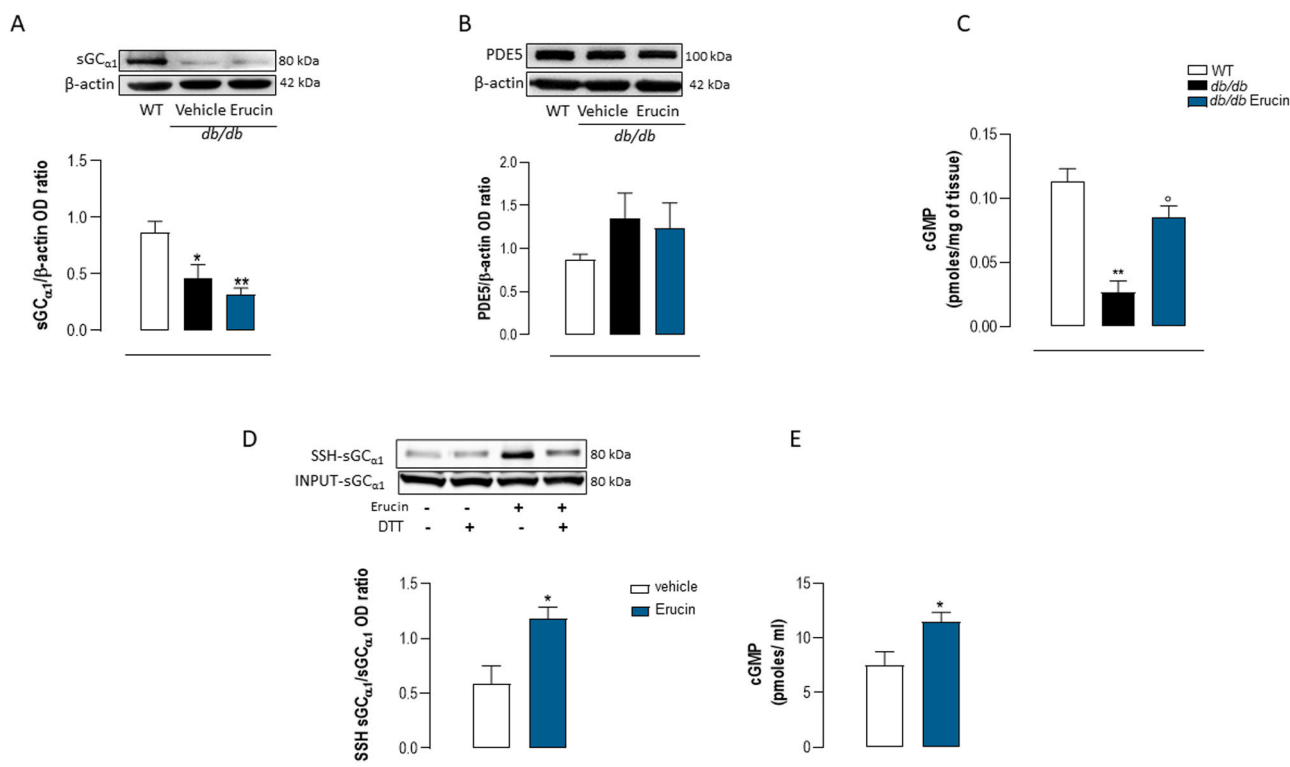 A
sGCα1
80 kDa
β-actin
42 kDa
WT Vehicle Erucin
db/db
sGCα1/β-actin OD ratio
1.5
1.0
0.5
0.0
*
**
B
PDE5
100 kDa
β-actin
42 kDa
WT Vehicle Erucin
db/db
PDE5/β-actin OD ratio
2.0
1.5
1.0
0.5
0.0
C
WT
db/db
db/db Erucin
cGMP
(pmoles/mg of tissue)
0.15
0.10
0.05
0.00
**
°
D
SSH-sGCα1
80 kDa
INPUT-sGCα1
80 kDa
Erucin - - + +
DTT - + - +
SSH sGCα1/sGCα1 OD ratio
1.5
1.0
0.5
0.0
*
vehicle
Erucin
E
cGMP
(pmoles/ ml)
15
10
5
0
*